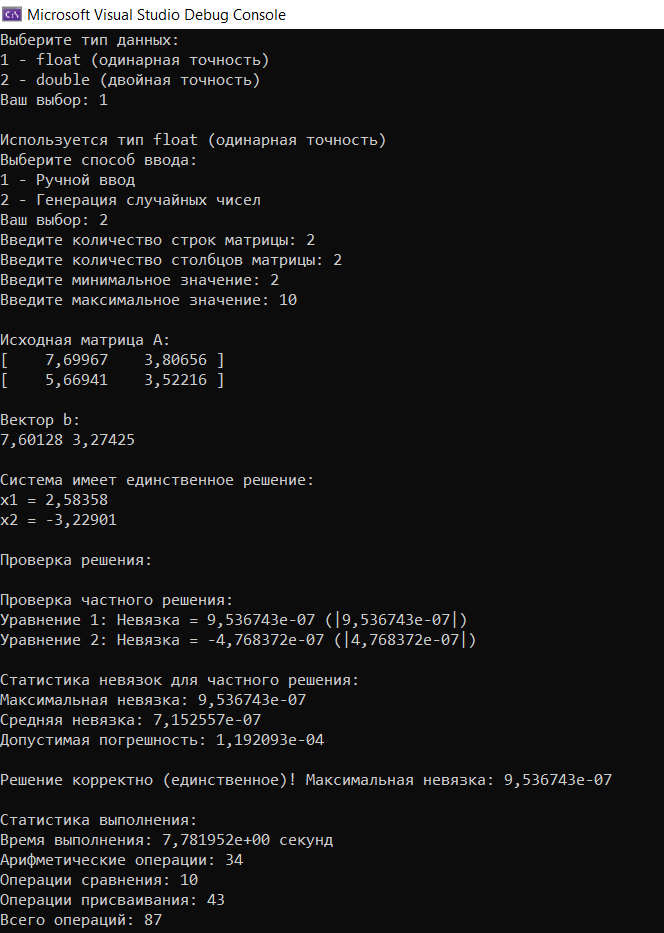 Microsoft Visual Studio Debug Console
Выберите тип данных:
1 - float (одинарная точность)
2 - double (двойная точность)
Ваш выбор: 1
Используется тип float (одинарная точность)
Выберите способ ввода:
1 - Ручной ввод
2 - Генерация случайных чисел
Ваш выбор: 2
Введите количество строк матрицы: 2
Введите количество столбцов матрицы: 2
Введите минимальное значение: 2
Введите максимальное значение: 10
Исходная матрица A:
[    7,69967    3,80656 ]
[    5,66941    3,52216 ]
Вектор b:
7,60128 3,27425
Система имеет единственное решение:
x1 = 2,58358
x2 = -3,22901
Проверка решения:
Проверка частного решения:
Уравнение 1: Невязка = 9,536743e-07 (|9,536743e-07|)
Уравнение 2: Невязка = -4,768372e-07 (|4,768372e-07|)
Статистика невязок для частного решения:
Максимальная невязка: 9,536743e-07
Средняя невязка: 7,152557e-07
Допустимая погрешность: 1,192093e-04
Решение корректно (единственное)! Максимальная невязка: 9,536743e-07
Статистика выполнения:
Время выполнения: 7,781952e+00 секунд
Арифметические операции: 34
Операции сравнения: 10
Операции присваивания: 43
Всего операций: 87